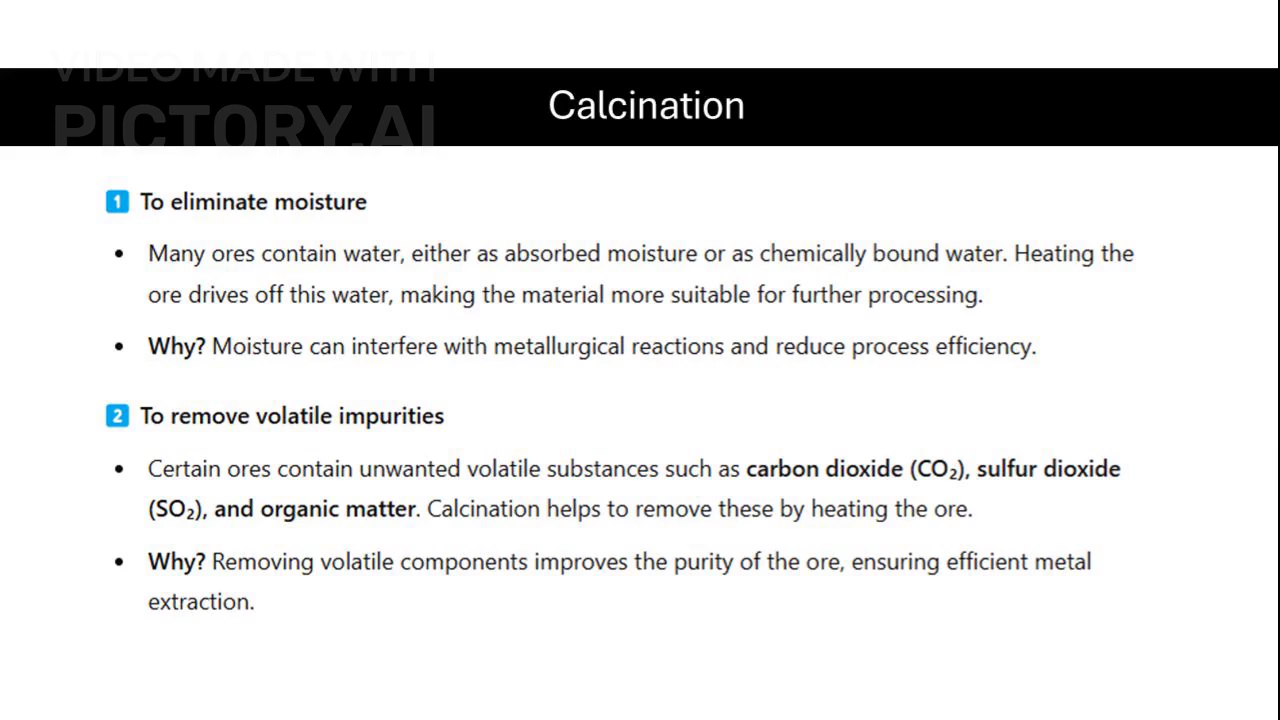 VIDEO MADE WITH
PICTORY.AI
Calcination
1 To eliminate moisture
• Many ores contain water, either as absorbed moisture or as chemically bound water. Heating the
ore drives off this water, making the material more suitable for further processing.
• Why? Moisture can interfere with metallurgical reactions and reduce process efficiency.
2 To remove volatile impurities
• Certain ores contain unwanted volatile substances such as carbon dioxide (CO₂), sulfur dioxide
(SO₂), and organic matter. Calcination helps to remove these by heating the ore.
• Why? Removing volatile components improves the purity of the ore, ensuring efficient metal
extraction.